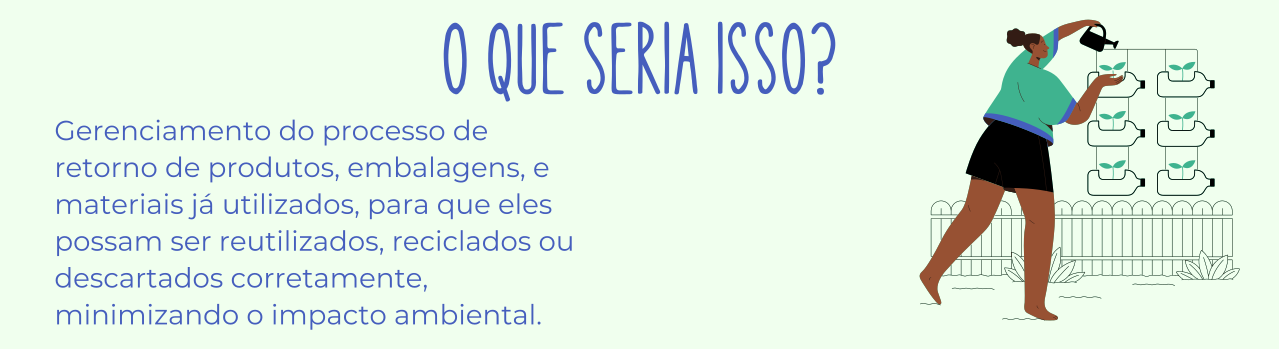 O QUE SERIA ISSO?
Gerenciamento do processo de
retorno de produtos, embalagens, e
materiais já utilizados, para que eles
possam ser reutilizados, reciclados ou
descartados corretamente,
minimizando o impacto ambiental.